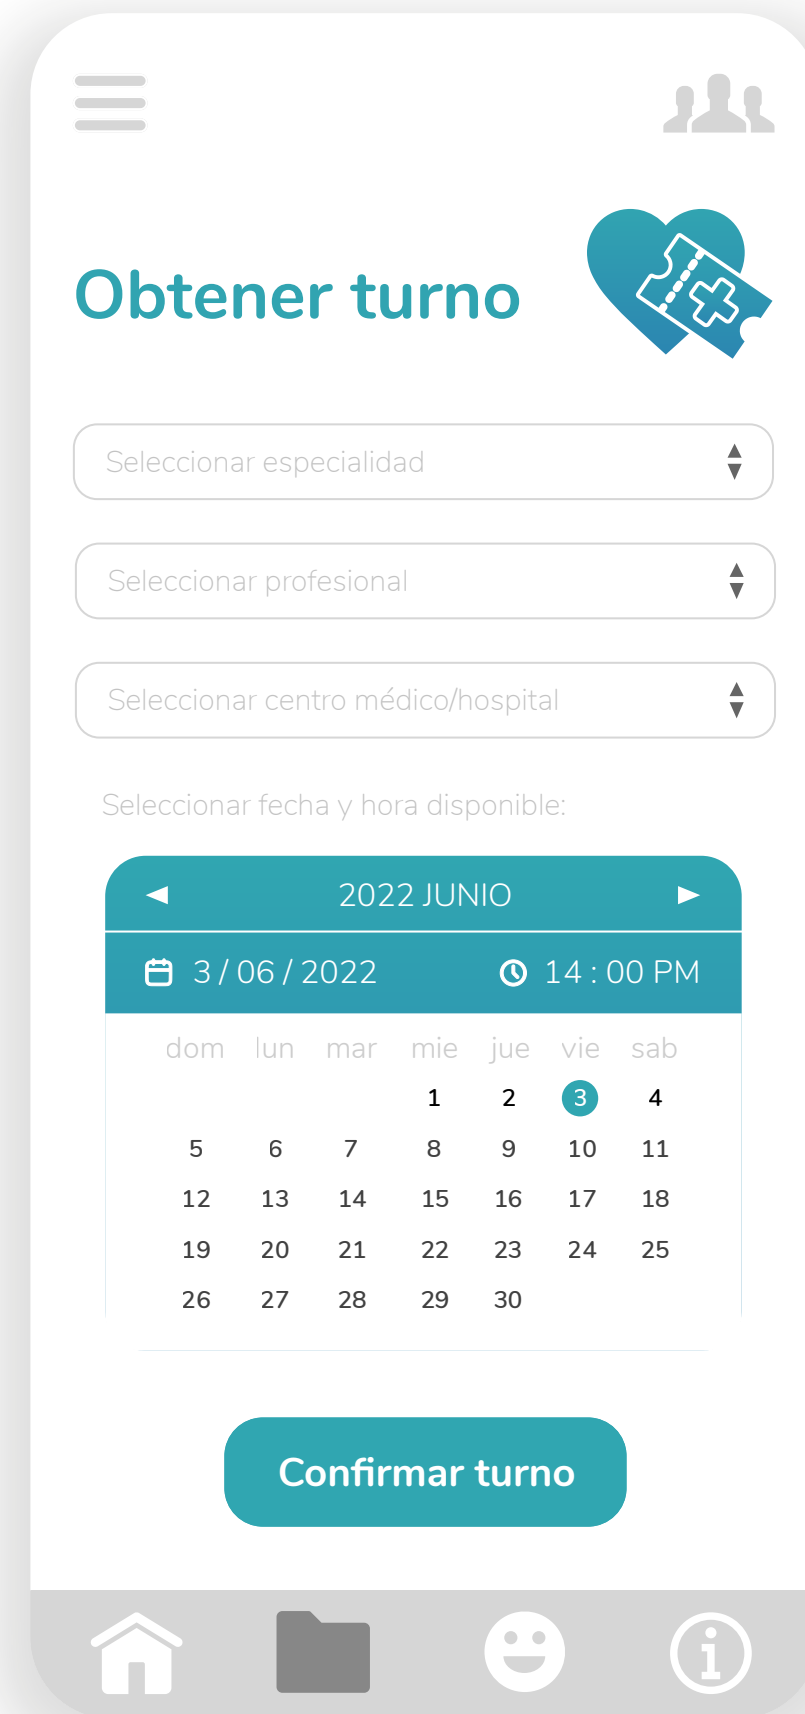 Obtener turno
Seleccionar especialidad
Seleccionar profesional
Seleccionar centro médico/hospital
Seleccionar fecha y hora disponible:
2022 JUNIO
3 / 06 / 2022 14 : 00 PM
dom lun mar mie jue vie sab
1 2 3 4
5 6 7 8 9 10 11
12 13 14 15 16 17 18
19 20 21 22 23 24 25
26 27 28 29 30
Confirmar turno